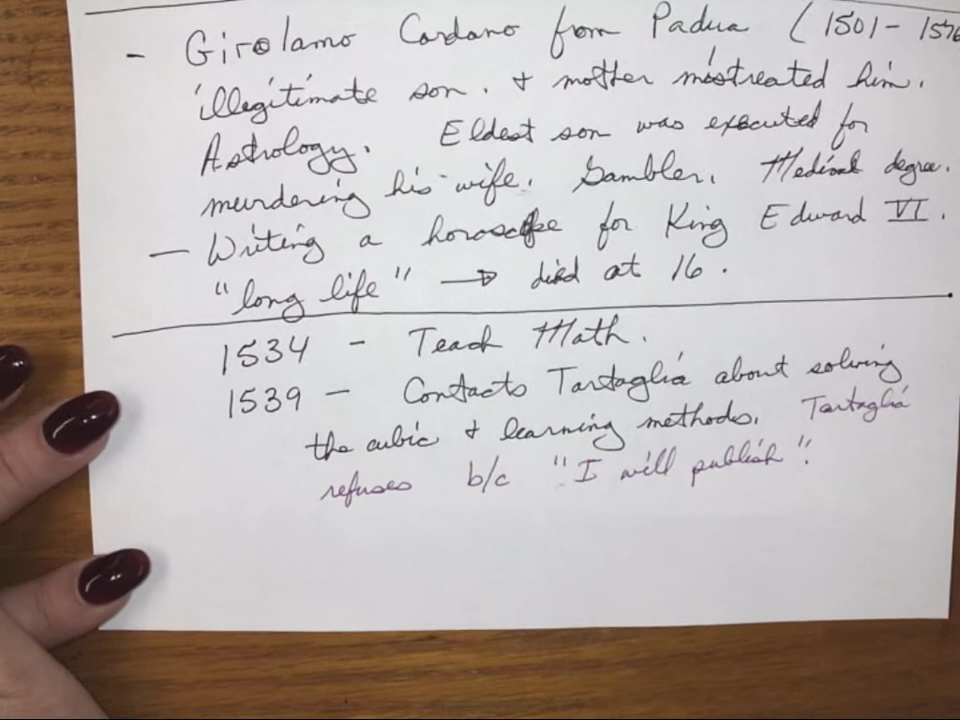 - Girolamo Cardano from Padua (1501 - 1576
illegitimate son. & mother mistreated him.
Astrology. Eldest son was executed for
murdering his wife. Gambler. Medical degree.
— Writing a horoscope for King Edward VI.
"long life" → died at 16.
1534 - Teach Math.
1539 - Contacts Tartaglia about solving
the cubic & learning methods. Tartaglia
refuses b/c "I will publish".